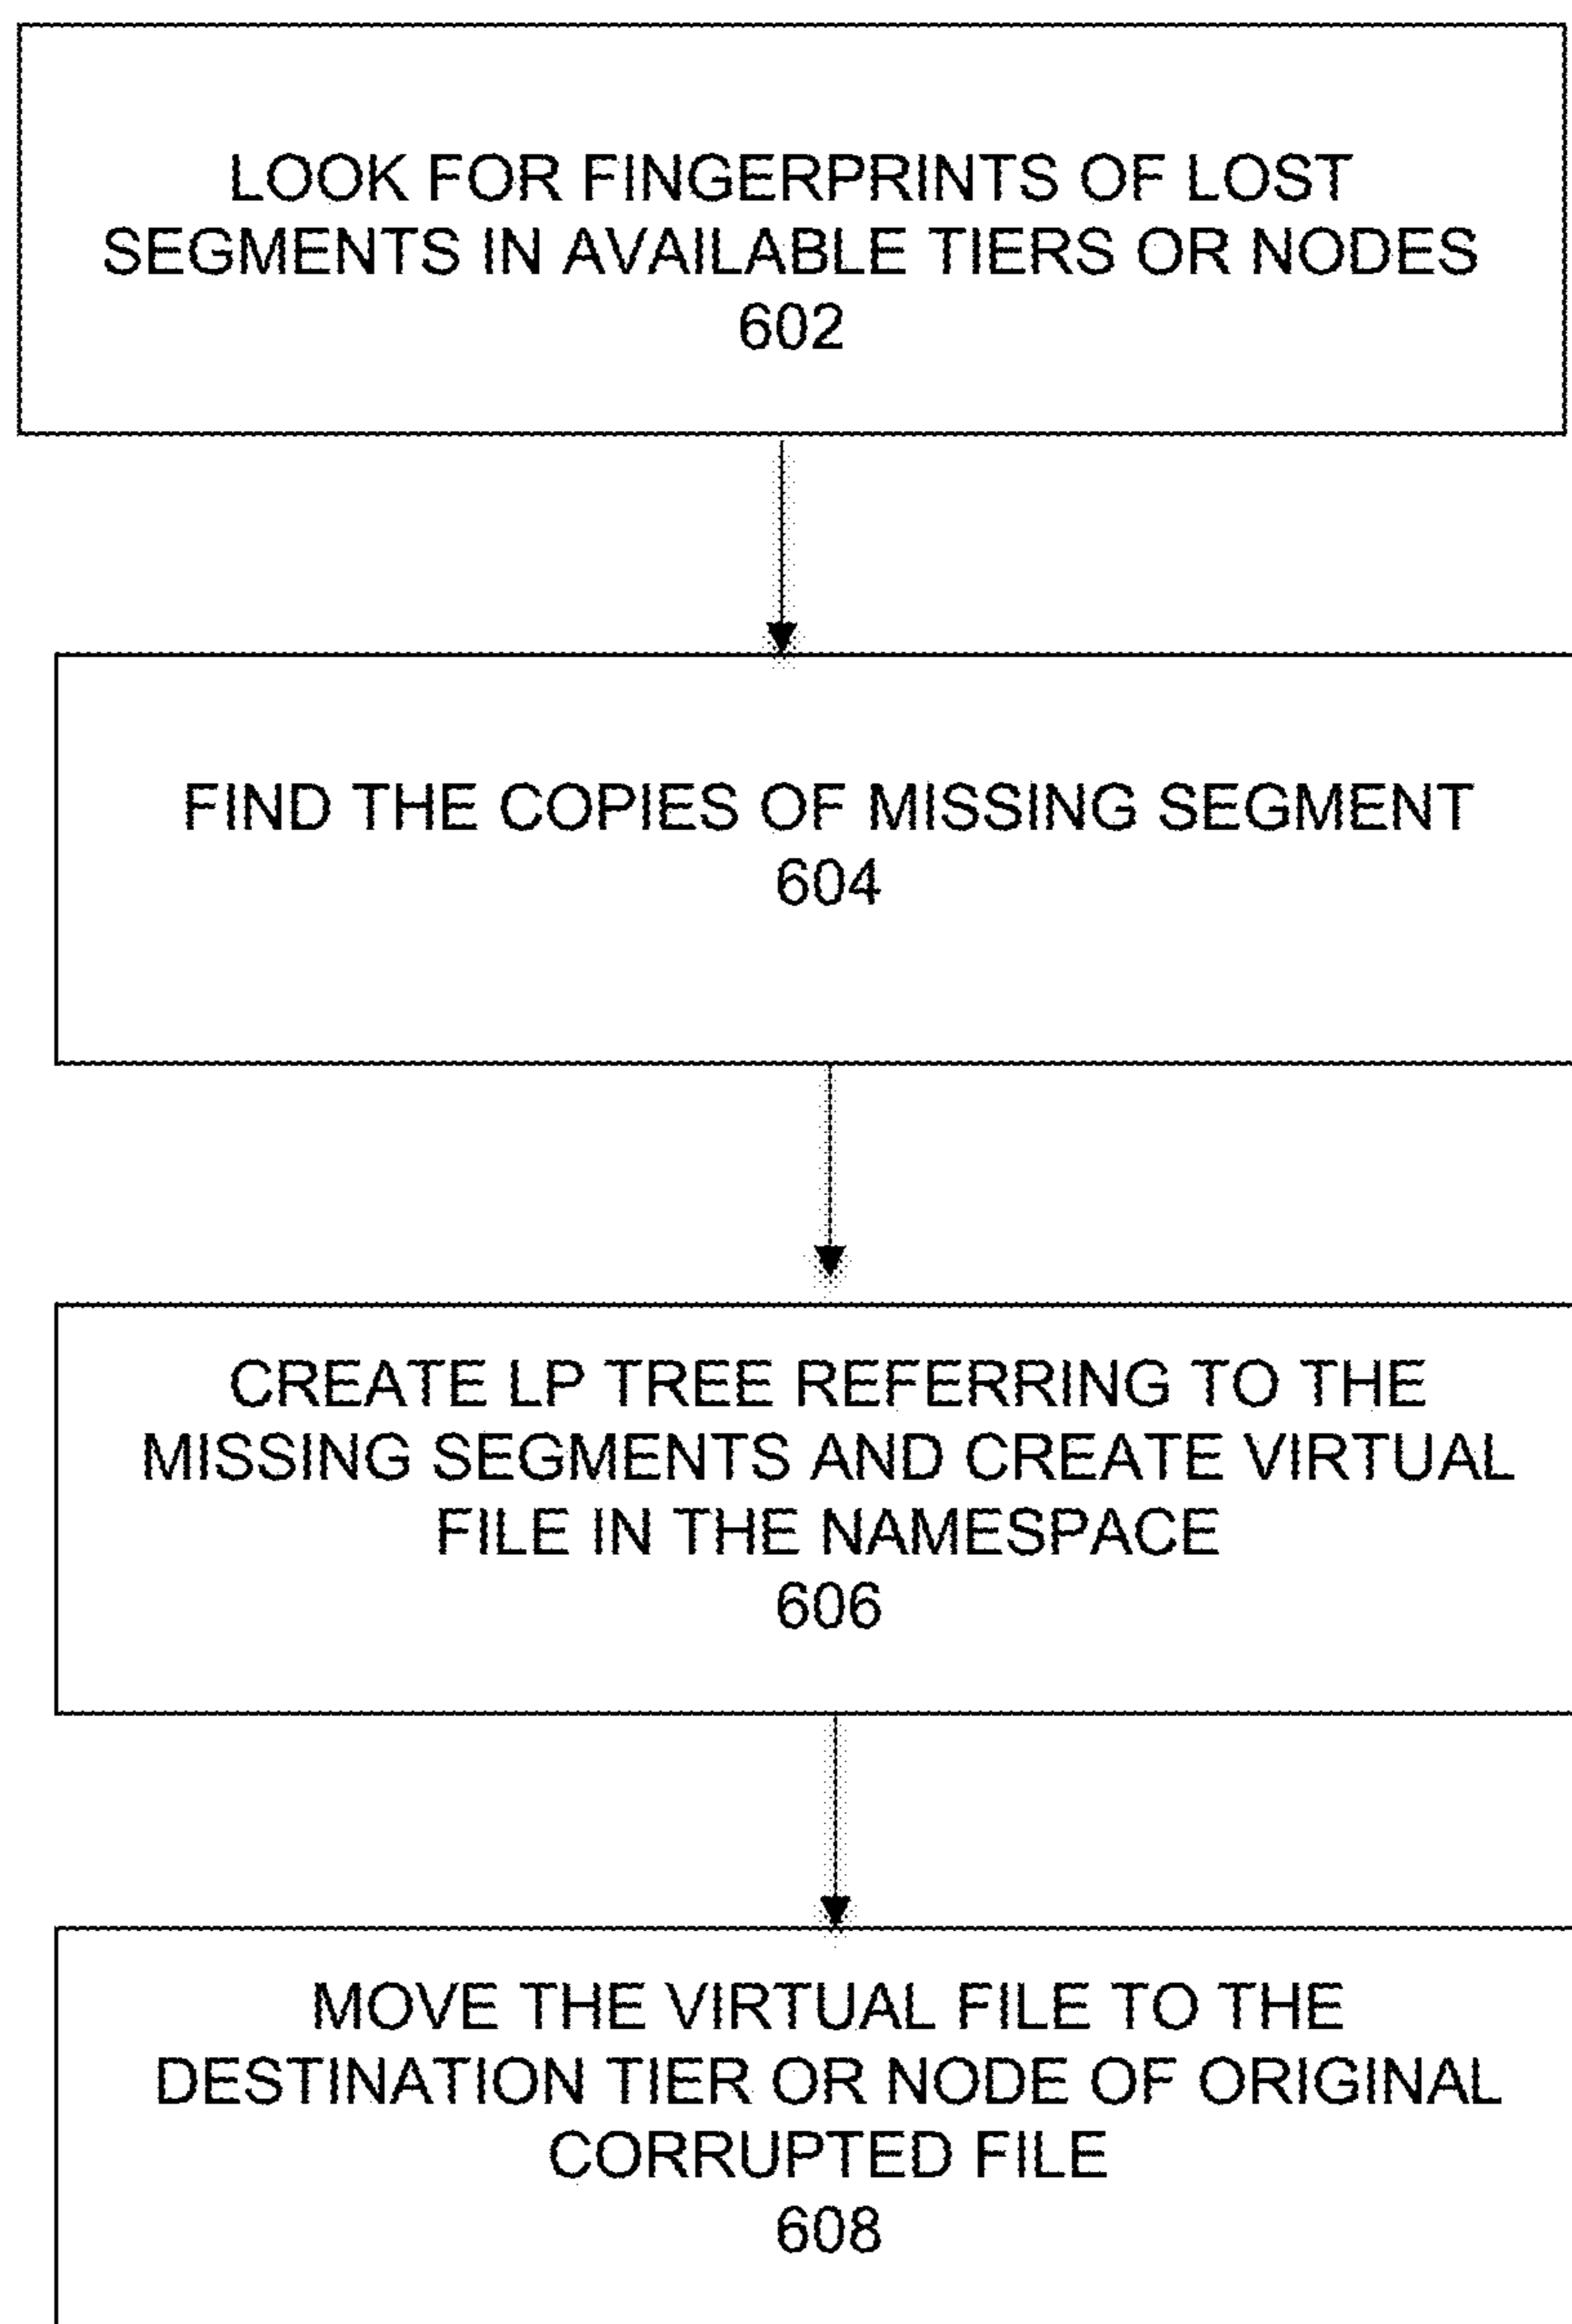 LOOK FOR FINGERPRINTS OF LOST
SEGMENTS IN AVAILABLE TIERS OR NODES
602
FIND THE COPIES OF MISSING SEGMENT
604
CREATE LP TREE REFERRING TO THE
MISSING SEGMENTS AND CREATE VIRTUAL
FILE IN THE NAMESPACE
606
MOVE THE VIRTUAL FILE TO THE
DESTINATION TIER OR NODE OF ORIGINAL
CORRUPTED FILE
608